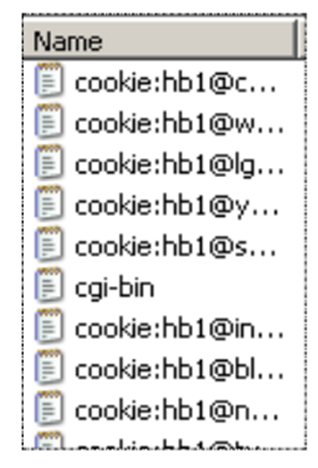 Name
cookie:hb1@c...
cookie:hb1@w...
cookie:hb1@lg...
cookie:hb1@y...
cookie:hb1@s...
cgi-bin
cookie:hb1@in...
cookie:hb1@bl...
cookie:hb1@n...